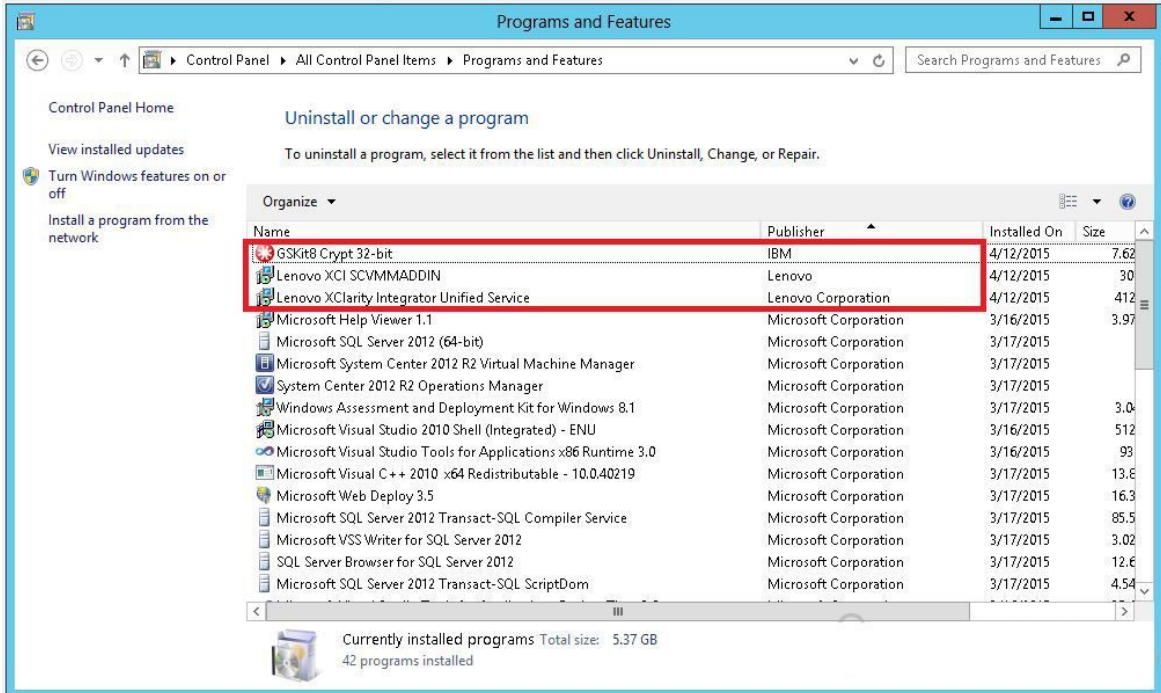 Programs and Features
Control Panel ▸ All Control Panel Items ▸ Programs and Features
Search Programs and Features
Control Panel Home
View installed updates
Turn Windows features on or
off
Install a program from the
network
Uninstall or change a program
To uninstall a program, select it from the list and then click Uninstall, Change, or Repair.
Organize
Name Publisher Installed On Size
GSKit8 Crypt 32-bit IBM 4/12/2015 7.62
Lenovo XCI SCVMMADDIN Lenovo 4/12/2015 30
Lenovo XClarity Integrator Unified Service Lenovo Corporation 4/12/2015 412
Microsoft Help Viewer 1.1 Microsoft Corporation 3/16/2015 3.97
Microsoft SQL Server 2012 (64-bit) Microsoft Corporation 3/17/2015
Microsoft System Center 2012 R2 Virtual Machine Manager Microsoft Corporation 3/17/2015
System Center 2012 R2 Operations Manager Microsoft Corporation 3/17/2015
Windows Assessment and Deployment Kit for Windows 8.1 Microsoft Corporation 3/17/2015
Microsoft Visual Studio 2010 Shell (Integrated) - ENU Microsoft Corporation 3/16/2015 512
Microsoft Visual Studio Tools for Applications x86 Runtime 3.0 Microsoft Corporation 3/16/2015 93
Microsoft Visual C++ 2010 x64 Redistributable - 10.0.40219 Microsoft Corporation 3/17/2015 13.8
Microsoft Web Deploy 3.5 Microsoft Corporation 3/17/2015 16.3
Microsoft SQL Server 2012 Transact-SQL Compiler Service Microsoft Corporation 3/17/2015 85.5
Microsoft VSS Writer for SQL Server 2012 Microsoft Corporation 3/17/2015 3.02
SQL Server Browser for SQL Server 2012 Microsoft Corporation 3/17/2015 12.6
Microsoft SQL Server 2012 Transact-SQL ScriptDom Microsoft Corporation 3/17/2015 4.54
Currently installed programs Total size: 5.37 GB
42 programs installed